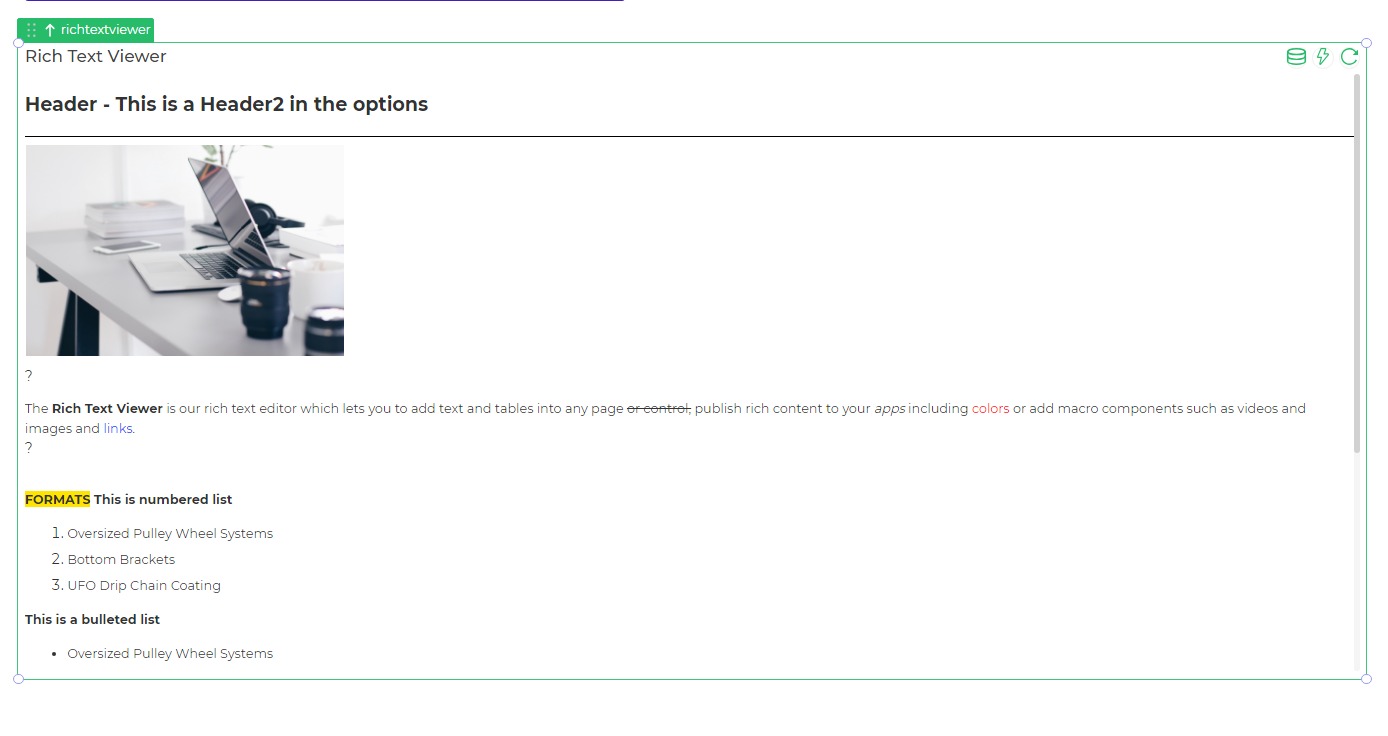 richtextviewer
Rich Text Viewer
Header - This is a Header2 in the options
?
The Rich Text Viewer is our rich text editor which lets you to add text and tables into any page or control, publish rich content to your apps including colors or add macro components such as videos and
images and links.
?
FORMATS This is numbered list
1. Oversized Pulley Wheel Systems
2. Bottom Brackets
3. UFO Drip Chain Coating
This is a bulleted list
• Oversized Pulley Wheel Systems